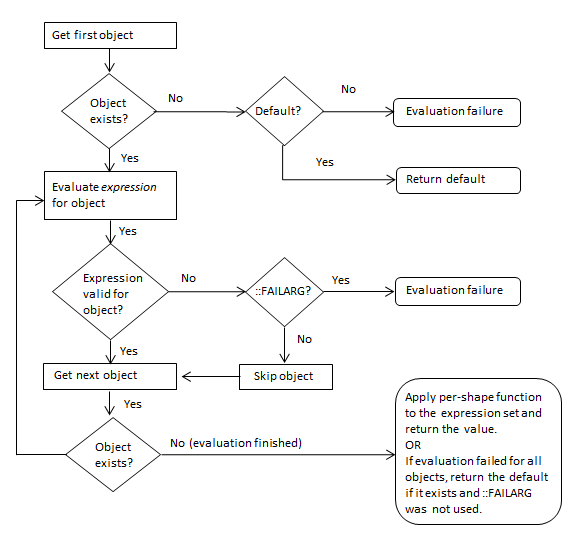 Get first object
Object
exists?
No
Default?
No
Evaluation failure
Yes
Yes
Return default
Evaluate expression
for object
Yes
Expression
valid for
object?
No
::FAILARG?
Yes
Evaluation failure
No
Yes
Get next object
Skip object
Yes
Object
exists?
No (evaluation finished)
Apply per-shape function
to the expression set and
return the value.
OR
If evaluation failed for all
objects, return the default
if it exists and ::FAILARG
was not used.